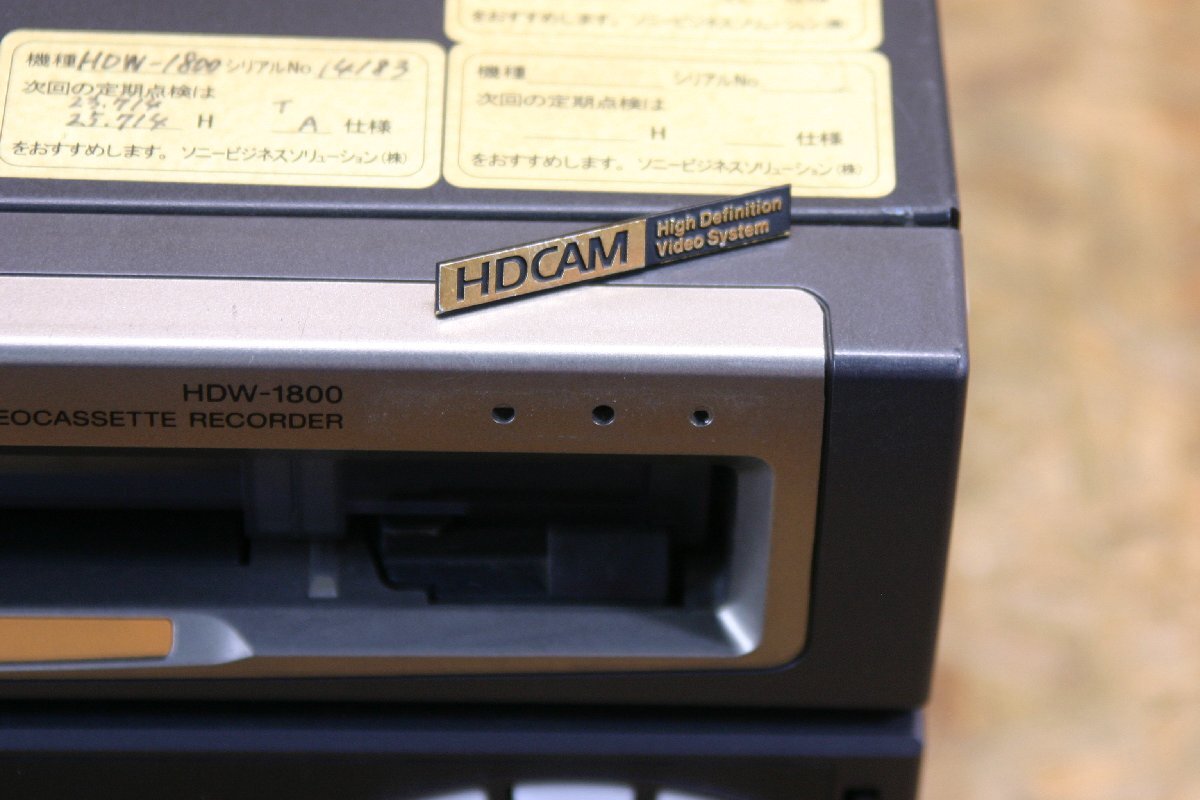 をおすすめします。 ソニービジネスソリューション(株)
機種 HDW-1800 シリアルNo 14183
次回の定期点検は
25.714 H A 仕様
をおすすめします。 ソニービジネスソリューション(株)
機種 シリアルNo
次回の定期点検は
H 仕様
をおすすめします。 ソニービジネスソリューション(株)
HDCAM High Definition
Video System
HDW-1800
EOCASSETTE RECORDER